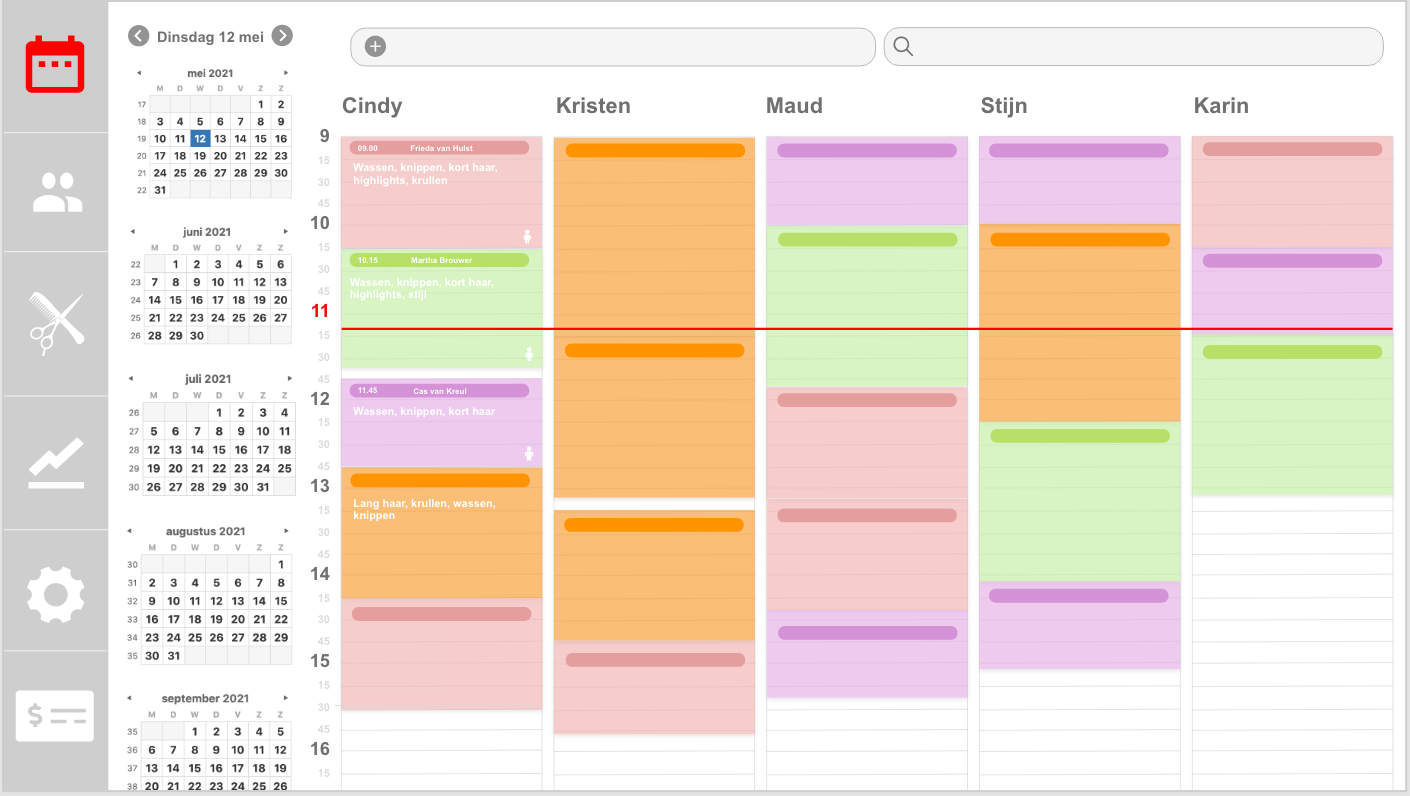 Dinsdag 12 mei
mei 2021
M D W D V Z Z
17 1 2
18 3 4 5 6 7 8 9
19 10 11 12 13 14 15 16
20 17 18 19 20 21 22 23
21 24 25 26 27 28 29 30
22 31
juni 2021
M D W D V Z Z
22 1 2 3 4 5 6
23 7 8 9 10 11 12 13
24 14 15 16 17 18 19 20
25 21 22 23 24 25 26 27
26 28 29 30
juli 2021
M D W D V Z Z
26 1 2 3 4
27 5 6 7 8 9 10 11
28 12 13 14 15 16 17 18
29 19 20 21 22 23 24 25
30 26 27 28 29 30 31
augustus 2021
M D W D V Z Z
30 1
31 2 3 4 5 6 7 8
32 9 10 11 12 13 14 15
33 16 17 18 19 20 21 22
34 23 24 25 26 27 28 29
35 30 31
september 2021
M D W D V Z Z
35 1 2 3 4 5
36 6 7 8 9 10 11 12
37 13 14 15 16 17 18 19
38 20 21 22 23 24 25 26
$
Cindy Kristen Maud Stijn Karin
9
15
30
45
10
15
30
45
11
15
30
45
12
15
30
45
13
15
30
45
14
15
30
45
15
15
30
45
16
15
09.00 Frieda van Hulst
Wassen, knippen, kort haar,
highlights, krullen
10.15 Martha Brouwer
Wassen, knippen, kort haar,
highlights, stijl
11.45 Cas van Kreul
Wassen, knippen, kort haar
Lang haar, krullen, wassen,
knippen